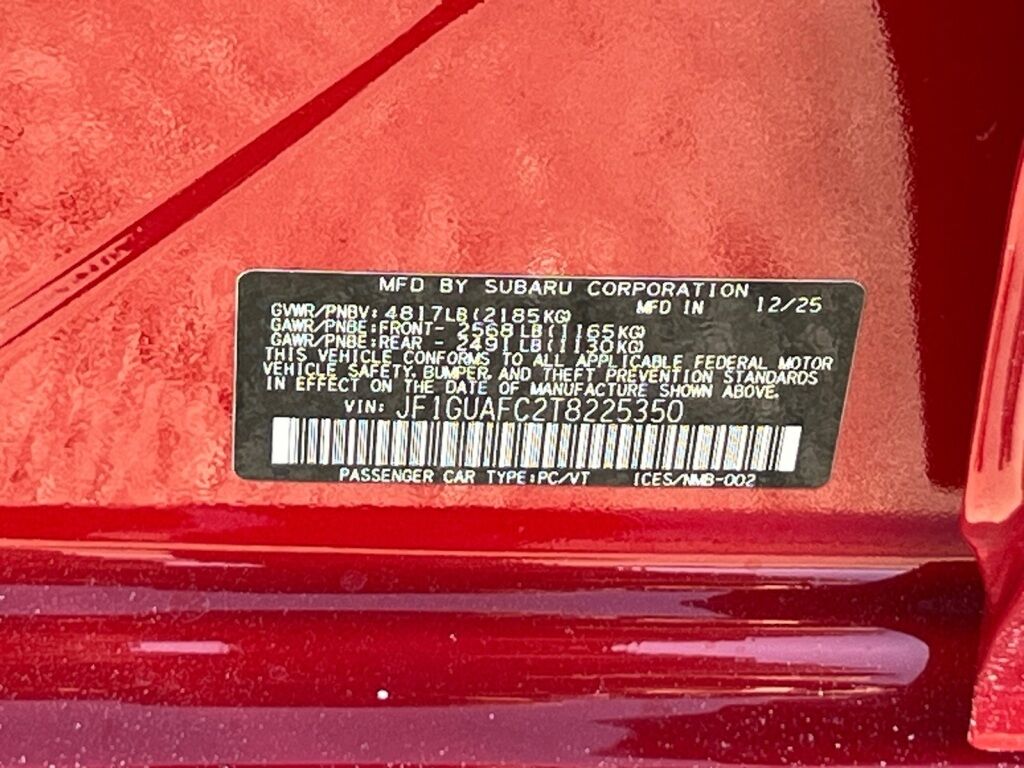 MFD BY SUBARU CORPORATION
GVWR/PNBV: 4817LB(2185KG) MFD IN 12/25
GAWR/PNBE:FRONT- 2568LB(1165KG)
GAWR/PNBE:REAR - 2491LB(1130KG)
THIS VEHICLE CONFORMS TO ALL APPLICABLE FEDERAL MOTOR
VEHICLE SAFETY, BUMPER, AND THEFT PREVENTION STANDARDS
IN EFFECT ON THE DATE OF MANUFACTURE SHOWN ABOVE.
VIN: JF1GUAFC2T8225350
PASSENGER CAR TYPE:PC/VT ICES/NMB-002